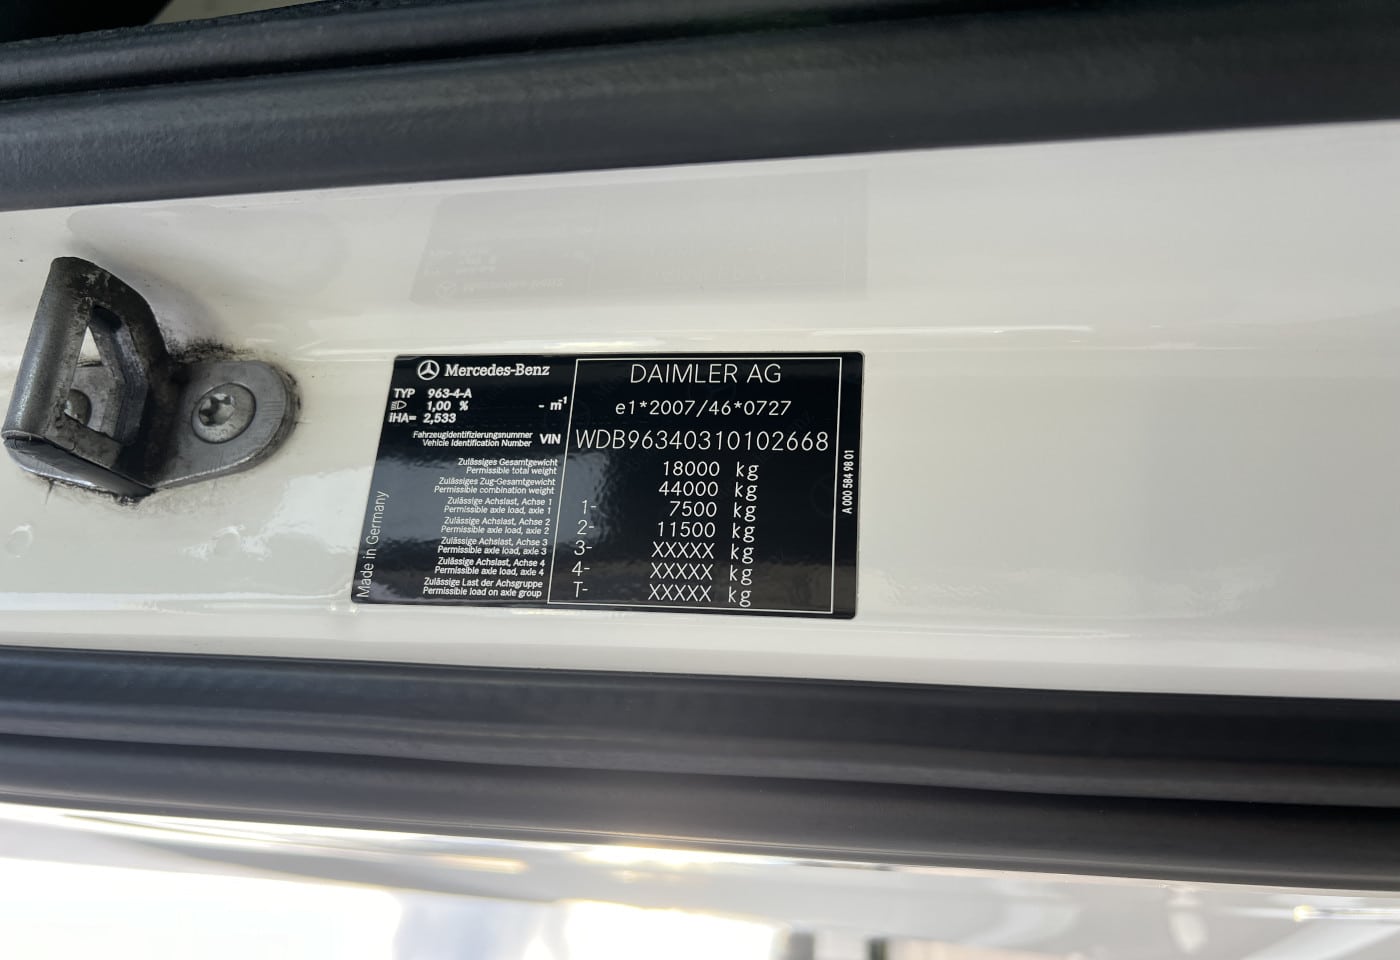 Mercedes-Benz
TYP 963-4-A
1,00 % - m⁻¹
iHA= 2,533
DAIMLER AG
e1*2007/46*0727
Fahrzeugidentifizierungsnummer
Vehicle Identification Number VIN WDB96340310102668
Zulässiges Gesamtgewicht
Permissible total weight 18000 kg
Zulässiges Zug-Gesamtgewicht
Permissible combination weight 44000 kg
Zulässige Achslast, Achse 1
Permissible axle load, axle 1 1- 7500 kg
Zulässige Achslast, Achse 2
Permissible axle load, axle 2 2- 11500 kg
Zulässige Achslast, Achse 3
Permissible axle load, axle 3 3- XXXXX kg
Zulässige Achslast, Achse 4
Permissible axle load, axle 4 4- XXXXX kg
Zulässige Last der Achsgruppe
Permissible load on axle group T- XXXXX kg
Made in Germany
A 000 584 98 01